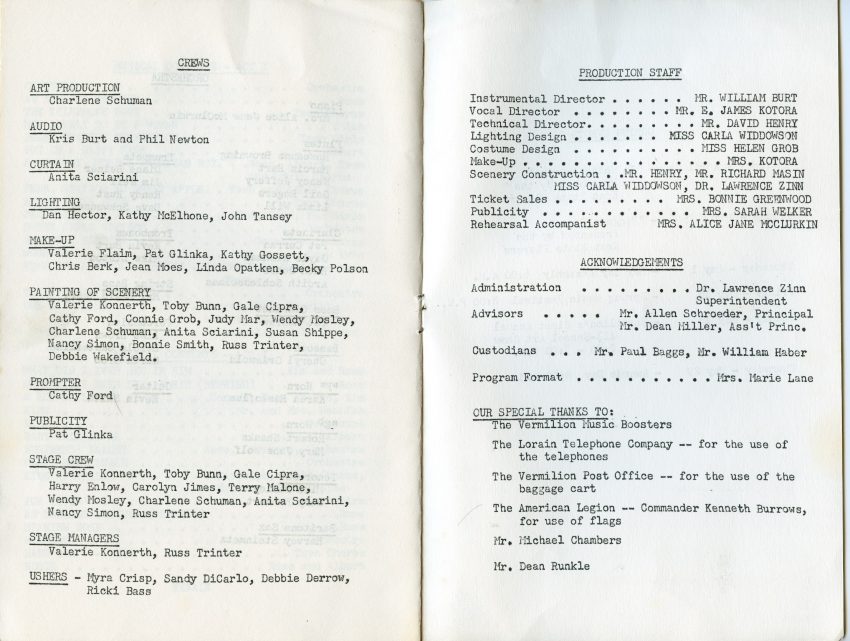 CREWS
ART PRODUCTION
Charlene Schuman
AUDIO
Kris Burt and Phil Newton
CURTAIN
Anita Sciarini
LIGHTING
Dan Hector, Kathy McElhone, John Tansey
MAKE-UP
Valerie Flaim, Pat Glinka, Kathy Gossett,
Chris Berk, Jean Moes, Linda Opatken, Becky Polson
PAINTING OF SCENERY
Valerie Konnerth, Toby Bunn, Gale Cipra,
Cathy Ford, Connie Grob, Judy Mar, Wendy Mosley,
Charlene Schuman, Anita Sciarini, Susan Shippe,
Nancy Simon, Bonnie Smith, Russ Trinter,
Debbie Wakefield.
PROMPTER
Cathy Ford
PUBLICITY
Pat Glinka
STAGE CREW
Valerie Konnerth, Toby Bunn, Gale Cipra,
Harry Enlow, Carolyn Jimes, Terry Malone,
Wendy Mosley, Charlene Schuman, Anita Sciarini,
Nancy Simon, Russ Trinter
STAGE MANAGERS
Valerie Konnerth, Russ Trinter
USHERS - Myra Crisp, Sandy DiCarlo, Debbie Derrow,
Ricki Bass
PRODUCTION STAFF
Instrumental Director . . . . . . MR. WILLIAM BURT
Vocal Director . . . . . . . . MR. E. JAMES KOTORA
Technical Director. . . . . . . . MR. DAVID HENRY
Lighting Design . . . . . . . . MISS CARLA WIDDOWSON
Costume Design . . . . . . . . . . MISS HELEN GROB
Make-Up . . . . . . . . . . . . . . . MRS. KOTORA
Scenery Construction . .MR. HENRY, MR. RICHARD MASIN
MISS CARLA WIDDOWSON, DR. LAWRENCE ZINN
Ticket Sales . . . . . . . . . MRS. BONNIE GREENWOOD
Publicity . . . . . . . . . . . . MRS. SARAH WELKER
Rehearsal Accompanist MRS. ALICE JANE MCCLURKIN
ACKNOWLEDGEMENTS
Administration . . . . . . . . . Dr. Lawrence Zinn
Superintendent
Advisors . . . . . Mr. Allen Schroeder, Principal
Mr. Dean Miller, Ass't Princ.
Custodians . . . Mr. Paul Baggs, Mr. William Haber
Program Format . . . . . . . . . . . Mrs. Marie Lane
OUR SPECIAL THANKS TO:
The Vermilion Music Boosters
The Lorain Telephone Company -- for the use of
the telephones
The Vermilion Post Office -- for the use of the
baggage cart
The American Legion -- Commander Kenneth Burrows,
for use of flags
Mr. Michael Chambers
Mr. Dean Runkle